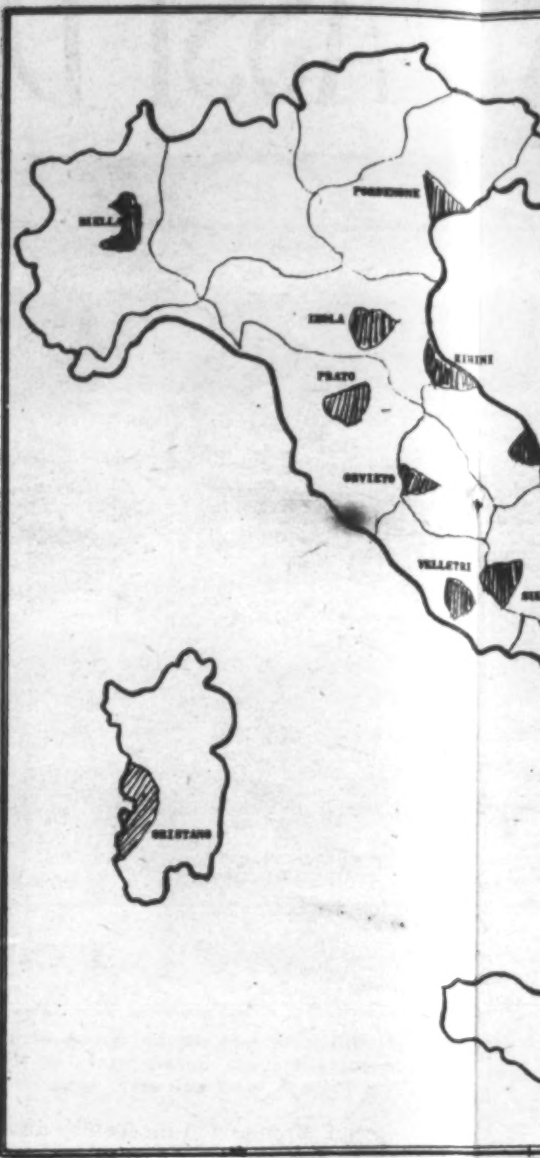 PORDENONE
BIELLA
IMOLA
RIMINI
PRATO
ORVIETO
VELLETRI
ORISTANO